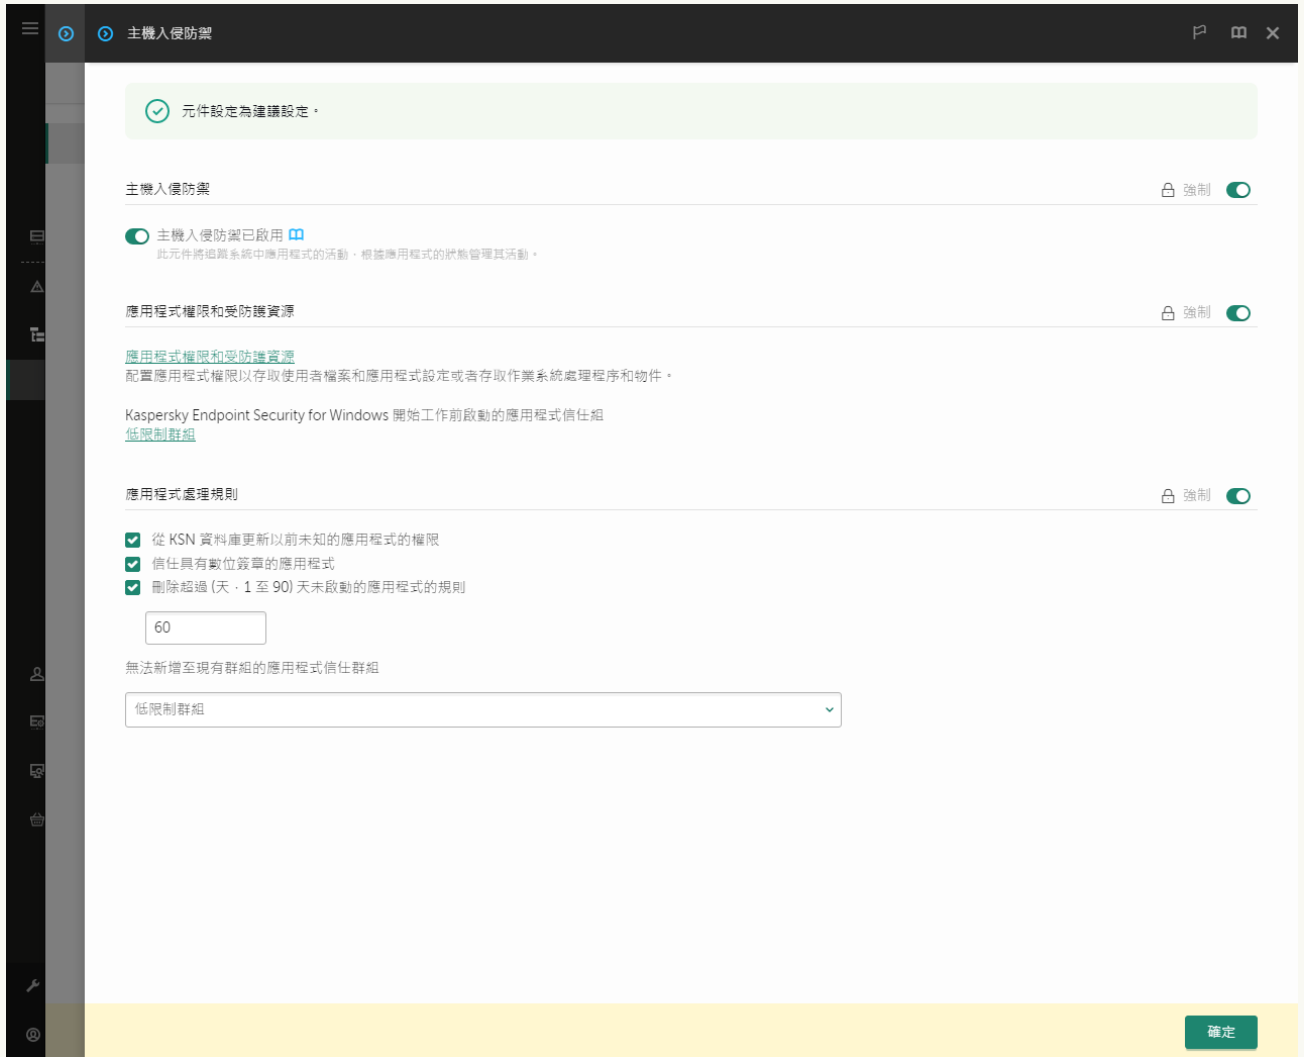 主機入侵防禦
元件設定為建議設定。
主機入侵防禦 強制
主機入侵防禦已啟用
此元件將追蹤系統中應用程式的活動，根據應用程式的狀態管理其活動。
應用程式權限和受防護資源 強制
應用程式權限和受防護資源
配置應用程式權限以存取使用者檔案和應用程式設定或者存取作業系統處理程序和物件。
Kaspersky Endpoint Security for Windows 開始工作前啟動的應用程式信任組
低限制群組
應用程式處理規則 強制
從 KSN 資料庫更新以前未知的應用程式的權限
信任具有數位簽章的應用程式
刪除超過 (天，1 至 90) 天未啟動的應用程式的規則
60
無法新增至現有群組的應用程式信任群組
低限制群組
確定